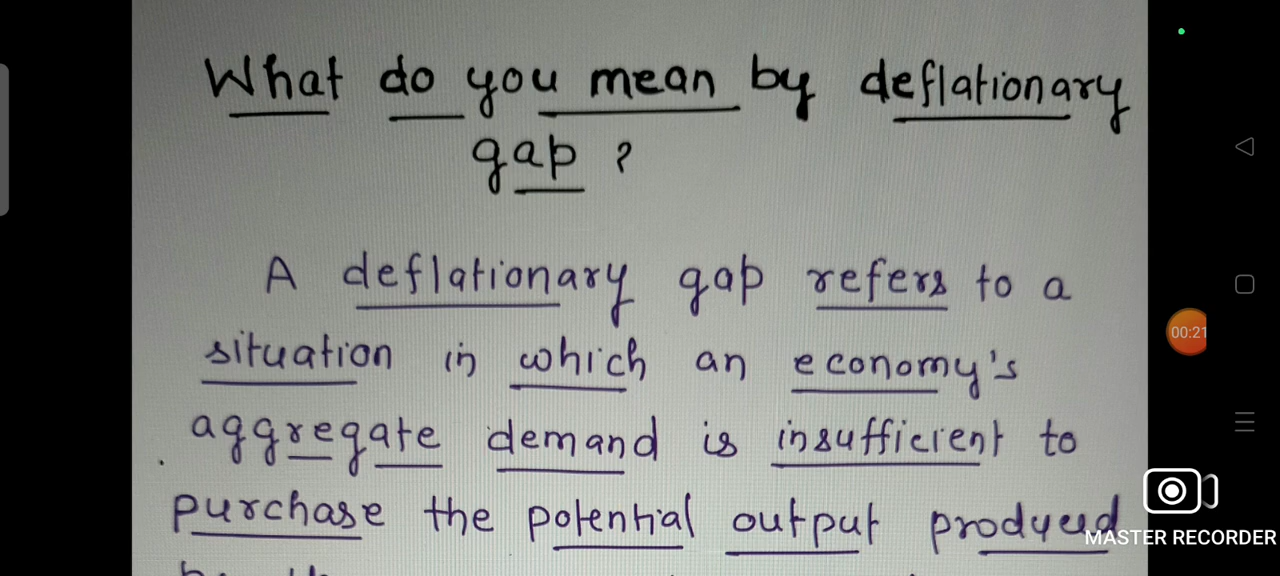 What do you mean by deflationary
gap ?
A deflationary gap refers to a
situation in which an economy's
aggregate demand is insufficient to
purchase the potential output produced
00:21
MASTER RECORDER